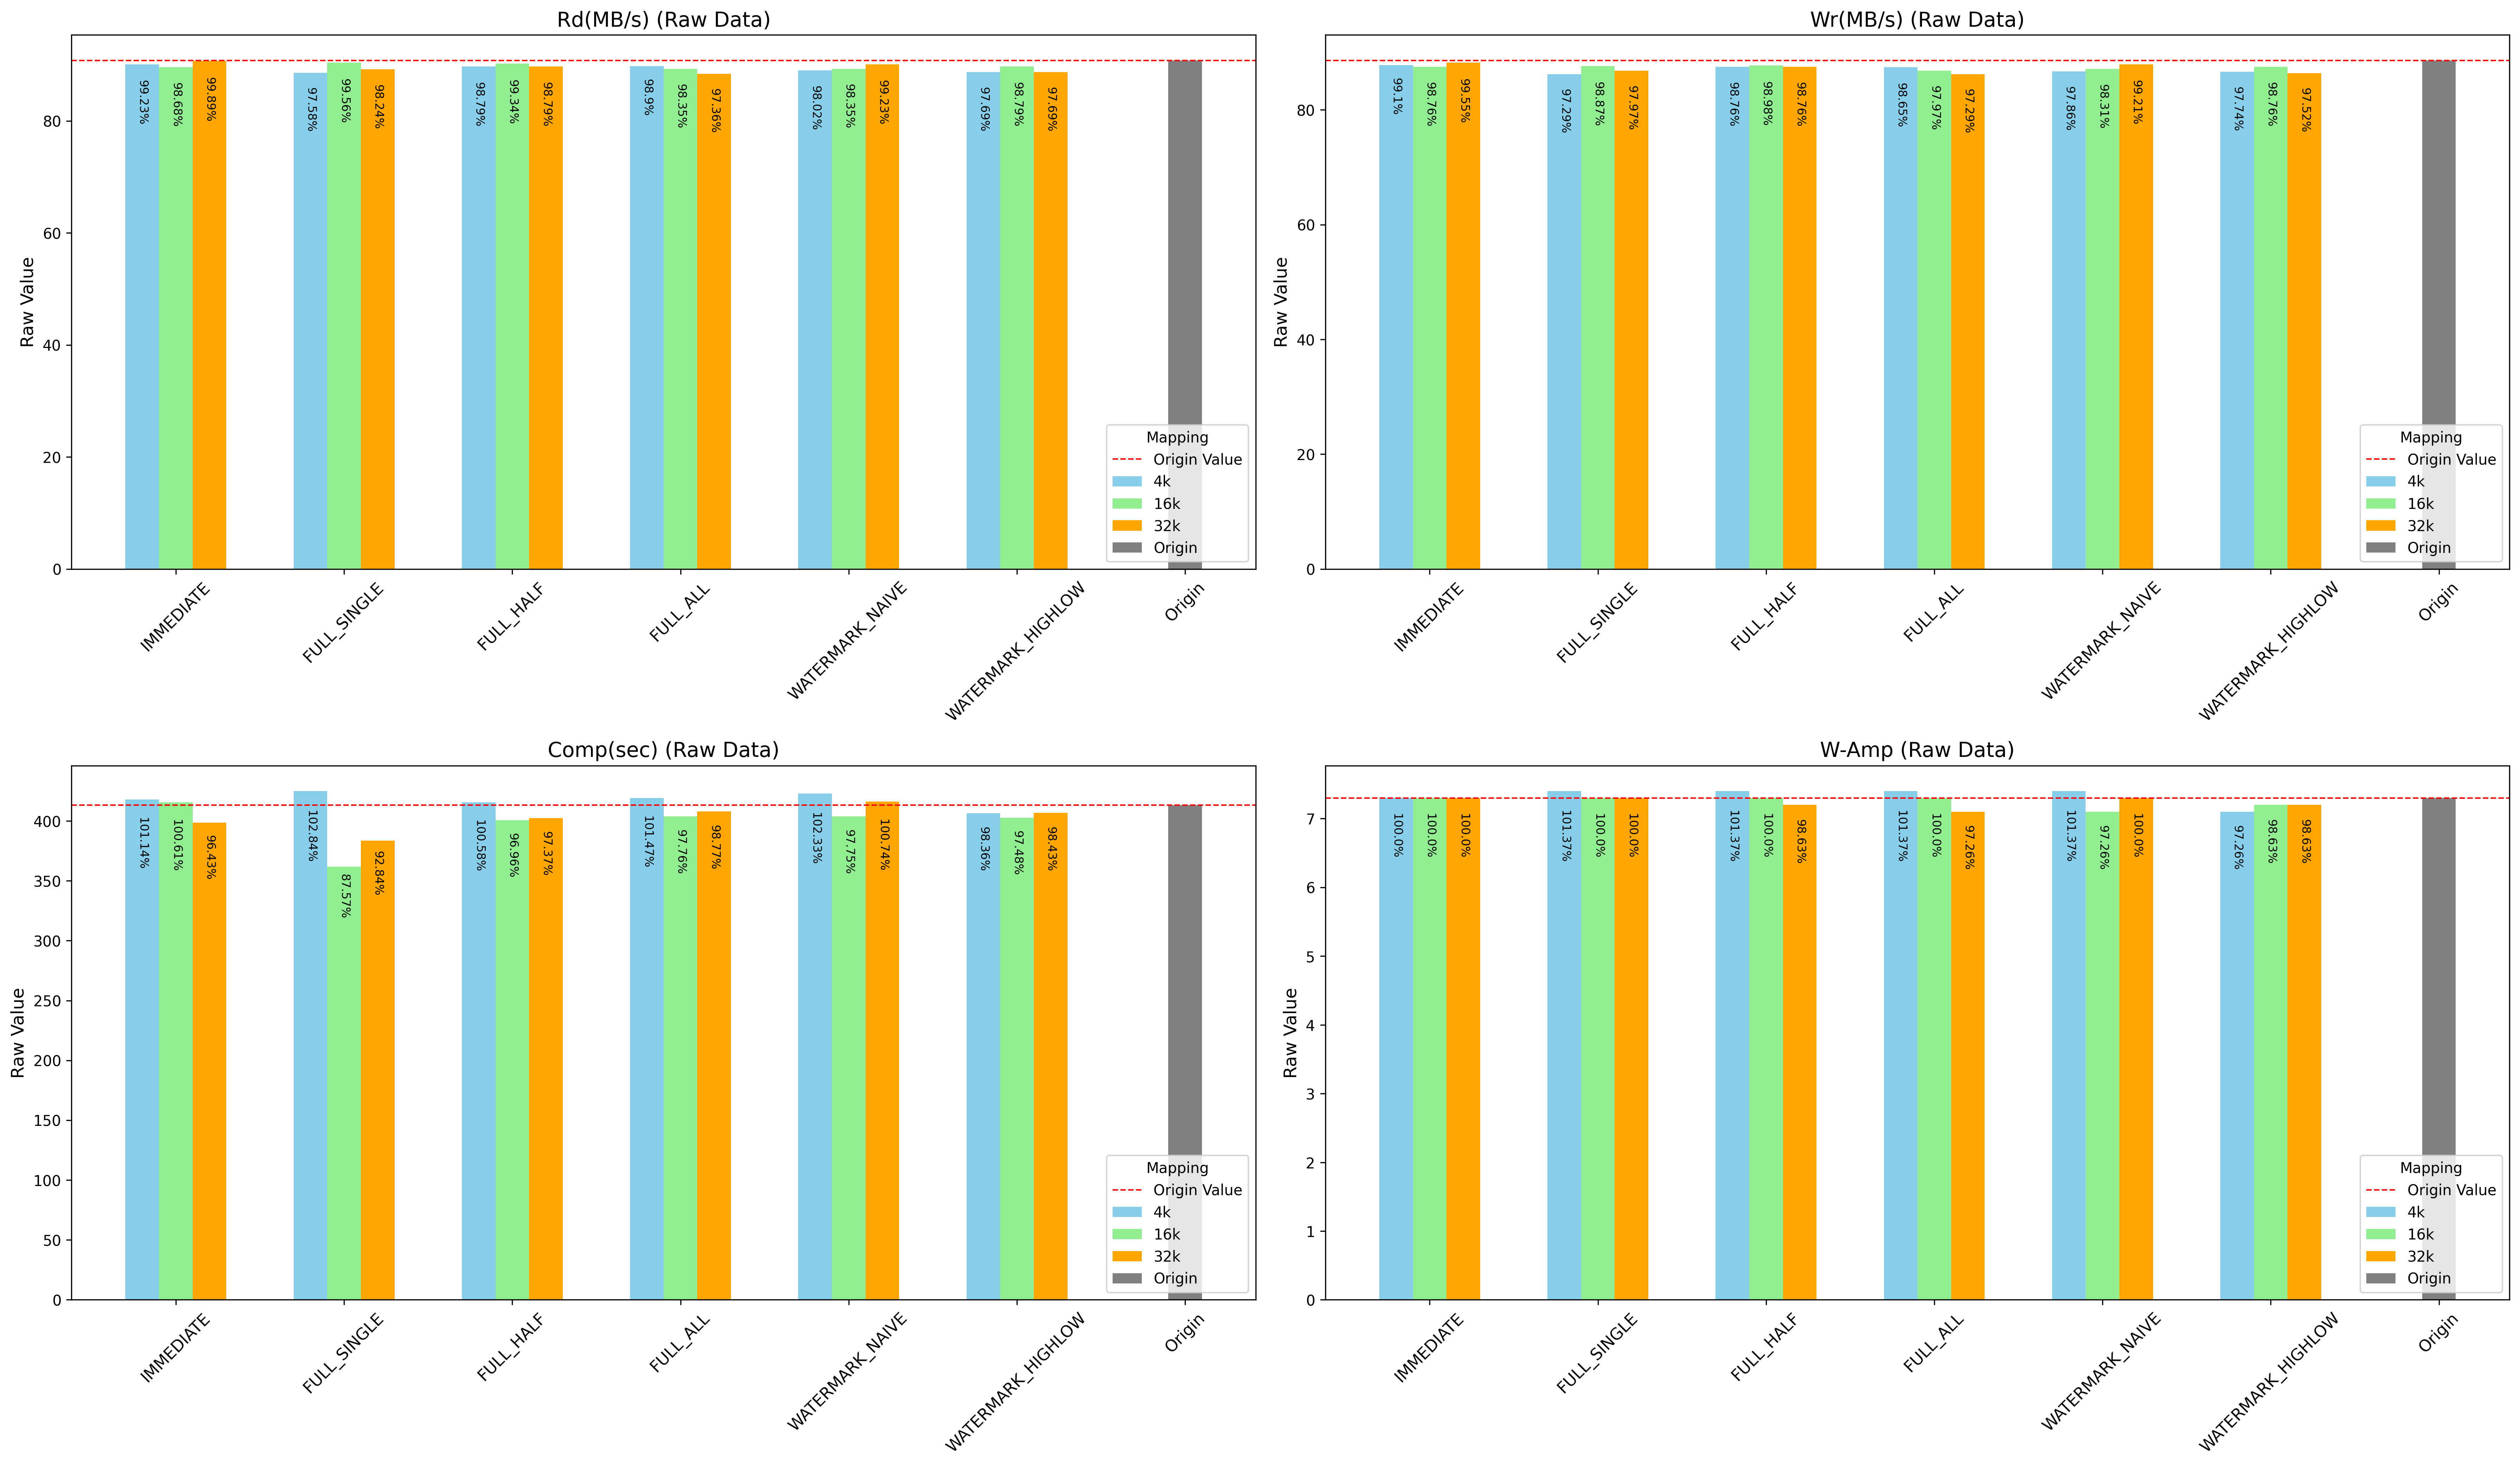 Rd(MB/s) (Raw Data)
Raw Value
80
60
40
20
0
99.23%
98.68%
99.89%
97.58%
99.56%
98.24%
98.79%
99.34%
98.79%
98.9%
98.35%
97.36%
98.02%
98.35%
99.23%
97.69%
98.79%
97.69%
Mapping
Origin Value
4k
16k
32k
Origin
IMMEDIATE
FULL_SINGLE
FULL_HALF
FULL_ALL
WATERMARK_NAIVE
WATERMARK_HIGHLOW
Origin
Wr(MB/s) (Raw Data)
Raw Value
80
60
40
20
0
99.1%
98.76%
99.55%
97.29%
98.87%
97.97%
98.76%
98.98%
98.76%
98.65%
97.97%
97.29%
97.86%
98.31%
99.21%
97.74%
98.76%
97.52%
Mapping
Origin Value
4k
16k
32k
Origin
IMMEDIATE
FULL_SINGLE
FULL_HALF
FULL_ALL
WATERMARK_NAIVE
WATERMARK_HIGHLOW
Origin
Comp(sec) (Raw Data)
Raw Value
400
350
300
250
200
150
100
50
0
101.14%
100.61%
96.43%
102.84%
87.57%
92.84%
100.58%
96.96%
97.37%
101.47%
97.76%
98.77%
102.33%
97.75%
100.74%
98.36%
97.48%
98.43%
Mapping
Origin Value
4k
16k
32k
Origin
IMMEDIATE
FULL_SINGLE
FULL_HALF
FULL_ALL
WATERMARK_NAIVE
WATERMARK_HIGHLOW
Origin
W-Amp (Raw Data)
Raw Value
7
6
5
4
3
2
1
0
100.0%
100.0%
100.0%
101.37%
100.0%
100.0%
101.37%
100.0%
98.63%
101.37%
100.0%
97.26%
101.37%
97.26%
100.0%
97.26%
98.63%
98.63%
Mapping
Origin Value
4k
16k
32k
Origin
IMMEDIATE
FULL_SINGLE
FULL_HALF
FULL_ALL
WATERMARK_NAIVE
WATERMARK_HIGHLOW
Origin